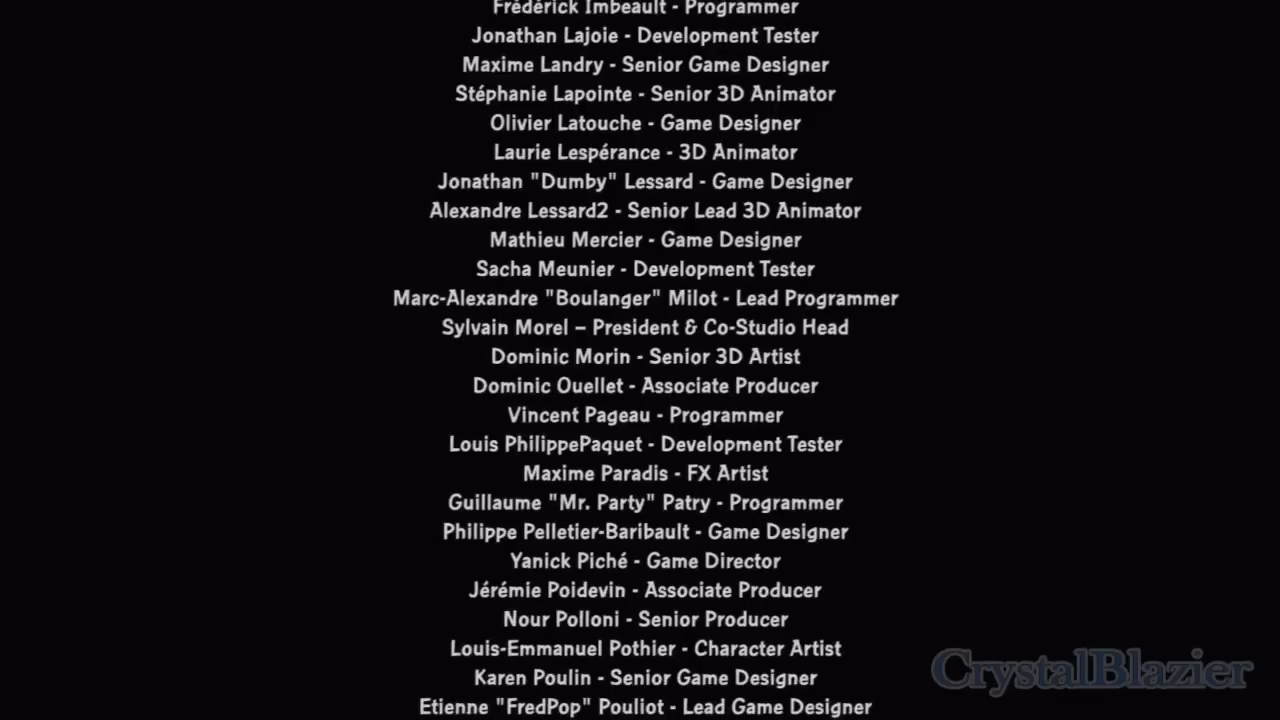 Frédérick Imbeault - Programmer
Jonathan Lajoie - Development Tester
Maxime Landry - Senior Game Designer
Stéphanie Lapointe - Senior 3D Animator
Olivier Latouche - Game Designer
Laurie Lespérance - 3D Animator
Jonathan "Dumby" Lessard - Game Designer
Alexandre Lessard2 - Senior Lead 3D Animator
Mathieu Mercier - Game Designer
Sacha Meunier - Development Tester
Marc-Alexandre "Boulanger" Milot - Lead Programmer
Sylvain Morel – President & Co-Studio Head
Dominic Morin - Senior 3D Artist
Dominic Ouellet - Associate Producer
Vincent Pageau - Programmer
Louis PhilippePaquet - Development Tester
Maxime Paradis - FX Artist
Guillaume "Mr. Party" Patry - Programmer
Philippe Pelletier-Baribault - Game Designer
Yanick Piché - Game Director
Jérémie Poidevin - Associate Producer
Nour Polloni - Senior Producer
Louis-Emmanuel Pothier - Character Artist
Karen Poulin - Senior Game Designer
Etienne "FredPop" Pouliot - Lead Game Designer
CrystalBlazier